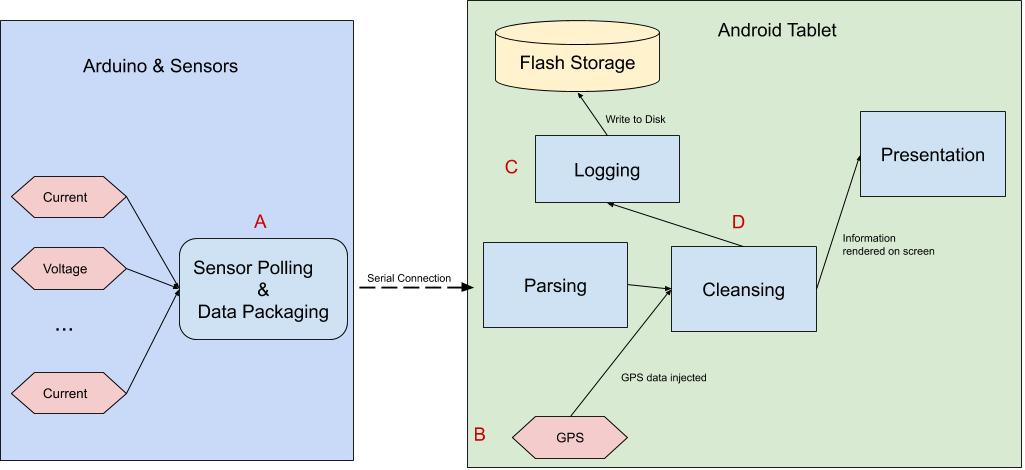 Arduino & Sensors
Current
Voltage
...
Current
A
Sensor Polling
&
Data Packaging
Serial Connection
Android Tablet
Flash Storage
Write to Disk
C
Logging
Presentation
D
Information
rendered on screen
Parsing
Cleansing
GPS data injected
B
GPS